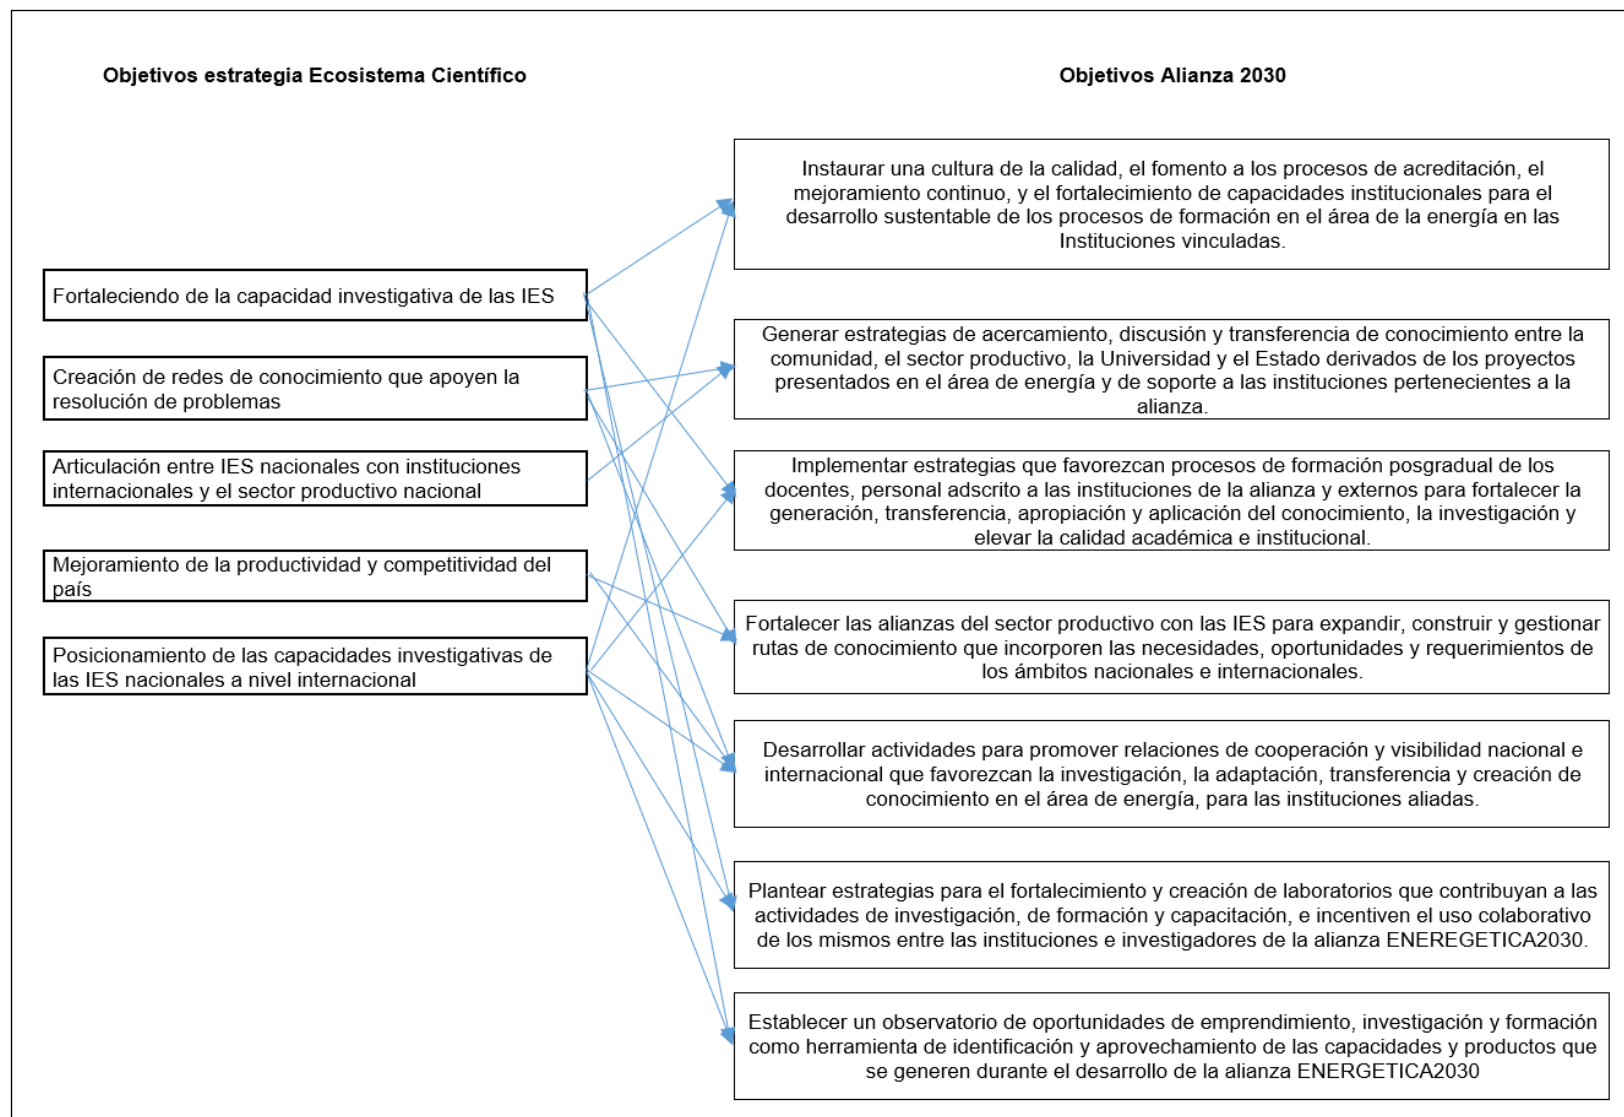 Objetivos estrategia Ecosistema Científico
Objetivos Alianza 2030
Fortaleciendo de la capacidad investigativa de las IES
Creación de redes de conocimiento que apoyen la
resolución de problemas
Articulación entre IES nacionales con instituciones
internacionales y el sector productivo nacional
Mejoramiento de la productividad y competitividad del
país
Posicionamiento de las capacidades investigativas de
las IES nacionales a nivel internacional
Instaurar una cultura de la calidad, el fomento a los procesos de acreditación, el
mejoramiento continuo, y el fortalecimiento de capacidades institucionales para el
desarrollo sustentable de los procesos de formación en el área de la energía en las
Instituciones vinculadas.
Generar estrategias de acercamiento, discusión y transferencia de conocimiento entre la
comunidad, el sector productivo, la Universidad y el Estado derivados de los proyectos
presentados en el área de energía y de soporte a las instituciones pertenecientes a la
alianza.
Implementar estrategias que favorezcan procesos de formación posgradual de los
docentes, personal adscrito a las instituciones de la alianza y externos para fortalecer la
generación, transferencia, apropiación y aplicación del conocimiento, la investigación y
elevar la calidad académica e institucional.
Fortalecer las alianzas del sector productivo con las IES para expandir, construir y gestionar
rutas de conocimiento que incorporen las necesidades, oportunidades y requerimientos de
los ámbitos nacionales e internacionales.
Desarrollar actividades para promover relaciones de cooperación y visibilidad nacional e
internacional que favorezcan la investigación, la adaptación, transferencia y creación de
conocimiento en el área de energía, para las instituciones aliadas.
Plantear estrategias para el fortalecimiento y creación de laboratorios que contribuyan a las
actividades de investigación, de formación y capacitación, e incentiven el uso colaborativo
de los mismos entre las instituciones e investigadores de la alianza ENEREGETICA2030.
Establecer un observatorio de oportunidades de emprendimiento, investigación y formación
como herramienta de identificación y aprovechamiento de las capacidades y productos que
se generen durante el desarrollo de la alianza ENERGETICA2030